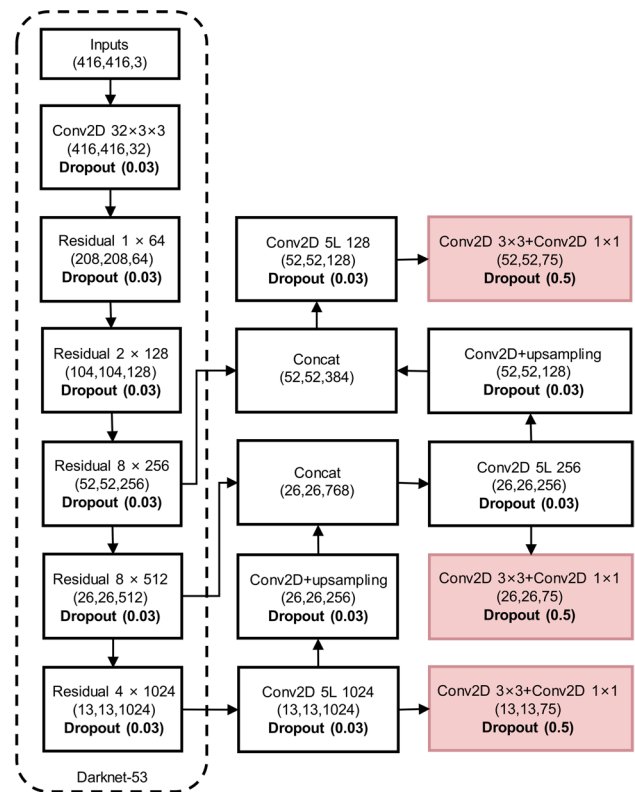 Inputs
(416,416,3)
Conv2D 32×3×3
(416,416,32)
Dropout (0.03)
Residual 1 × 64
(208,208,64)
Dropout (0.03)
Residual 2 × 128
(104,104,128)
Dropout (0.03)
Residual 8 × 256
(52,52,256)
Dropout (0.03)
Residual 8 × 512
(26,26,512)
Dropout (0.03)
Residual 4 × 1024
(13,13,1024)
Dropout (0.03)
Darknet-53
Conv2D 5L 128
(52,52,128)
Dropout (0.03)
Concat
(52,52,384)
Concat
(26,26,768)
Conv2D+upsampling
(26,26,256)
Dropout (0.03)
Conv2D 5L 1024
(13,13,1024)
Dropout (0.03)
Conv2D 3×3+Conv2D 1×1
(52,52,75)
Dropout (0.5)
Conv2D+upsampling
(52,52,128)
Dropout (0.03)
Conv2D 5L 256
(26,26,256)
Dropout (0.03)
Conv2D 3×3+Conv2D 1×1
(26,26,75)
Dropout (0.5)
Conv2D 3×3+Conv2D 1×1
(13,13,75)
Dropout (0.5)